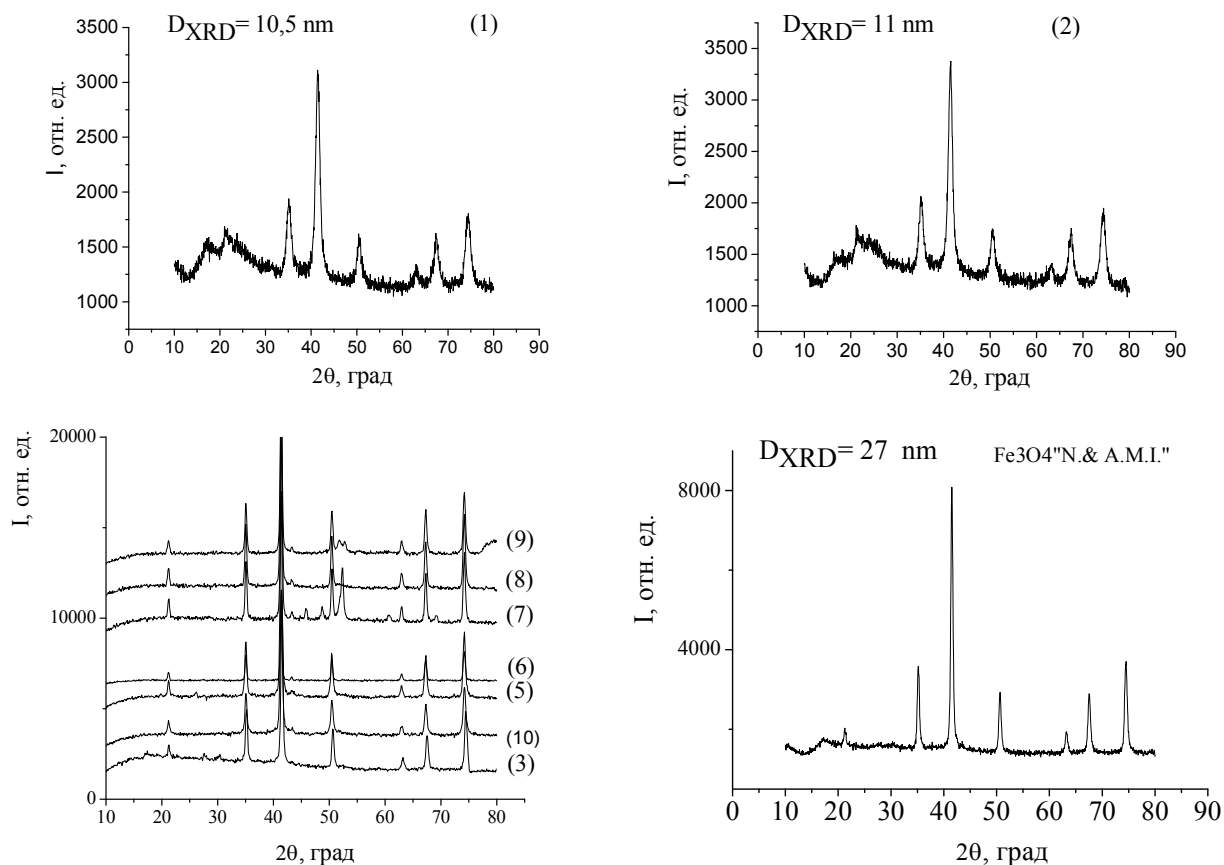 D_XRD= 10,5 nm (1)
3500
3000
2500
2000
1500
1000
I, отн. ед.
0 10 20 30 40 50 60 70 80 90
2θ, град
D_XRD= 11 nm (2)
3500
3000
2500
2000
1500
1000
I, отн. ед.
0 10 20 30 40 50 60 70 80 90
2θ, град
20000
10000
0
I, отн. ед.
(9)
(8)
(7)
(6)
(5)
(10)
(3)
10 20 30 40 50 60 70 80
2θ, град
D_XRD= 27 nm Fe3O4"N.& A.M.I."
8000
4000
I, отн. ед.
0 10 20 30 40 50 60 70 80 90
2θ, град